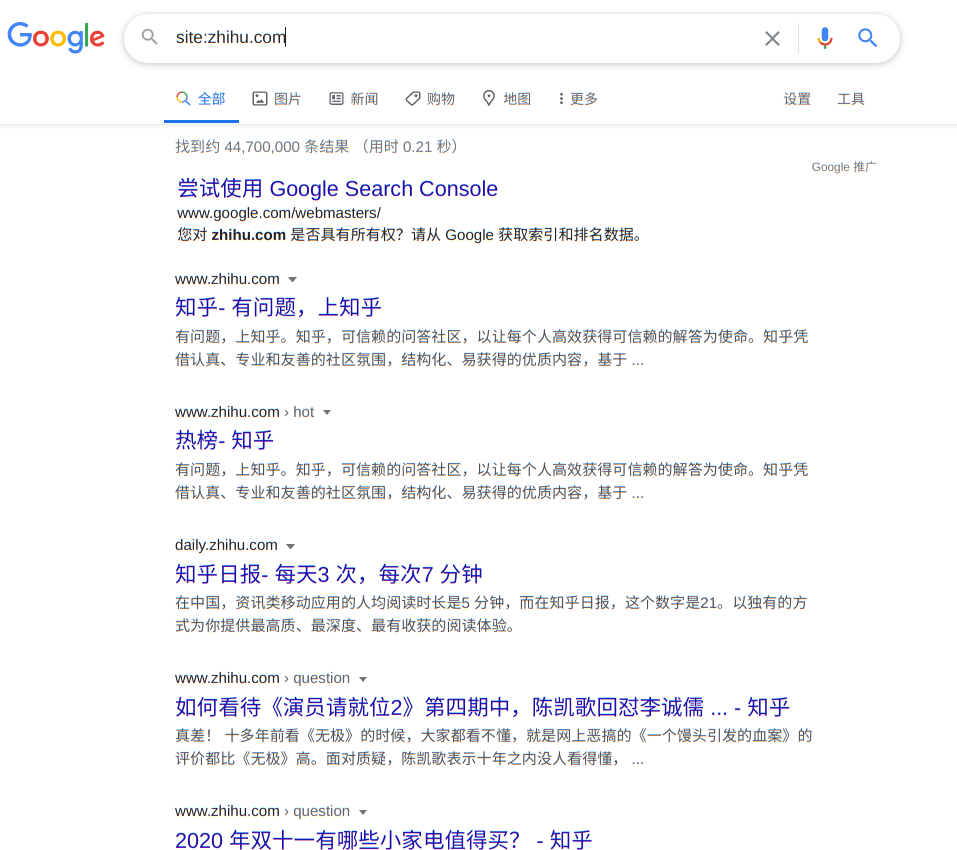 Google site:zhihu.com
全部 图片 新闻 购物 地图 更多 设置 工具
找到约 44,700,000 条结果 （用时 0.21 秒）
Google 推广
尝试使用 Google Search Console
www.google.com/webmasters/
您对 zhihu.com 是否具有所有权？请从 Google 获取索引和排名数据。
www.zhihu.com
知乎- 有问题，上知乎
有问题，上知乎。知乎，可信赖的问答社区，以让每个人高效获得可信赖的解答为使命。知乎凭
借认真、专业和友善的社区氛围，结构化、易获得的优质内容，基于 ...
www.zhihu.com › hot
热榜- 知乎
有问题，上知乎。知乎，可信赖的问答社区，以让每个人高效获得可信赖的解答为使命。知乎凭
借认真、专业和友善的社区氛围，结构化、易获得的优质内容，基于 ...
daily.zhihu.com
知乎日报- 每天3 次，每次7 分钟
在中国，资讯类移动应用的人均阅读时长是5 分钟，而在知乎日报，这个数字是21。以独有的方
式为你提供最高质、最深度、最有收获的阅读体验。
www.zhihu.com › question
如何看待《演员请就位2》第四期中，陈凯歌回怼李诚儒 ... - 知乎
真差！ 十多年前看《无极》的时候，大家都看不懂，就是网上恶搞的《一个馒头引发的血案》的
评价都比《无极》高。面对质疑，陈凯歌表示十年之内没人看得懂， ...
www.zhihu.com › question
2020 年双十一有哪些小家电值得买？ - 知乎